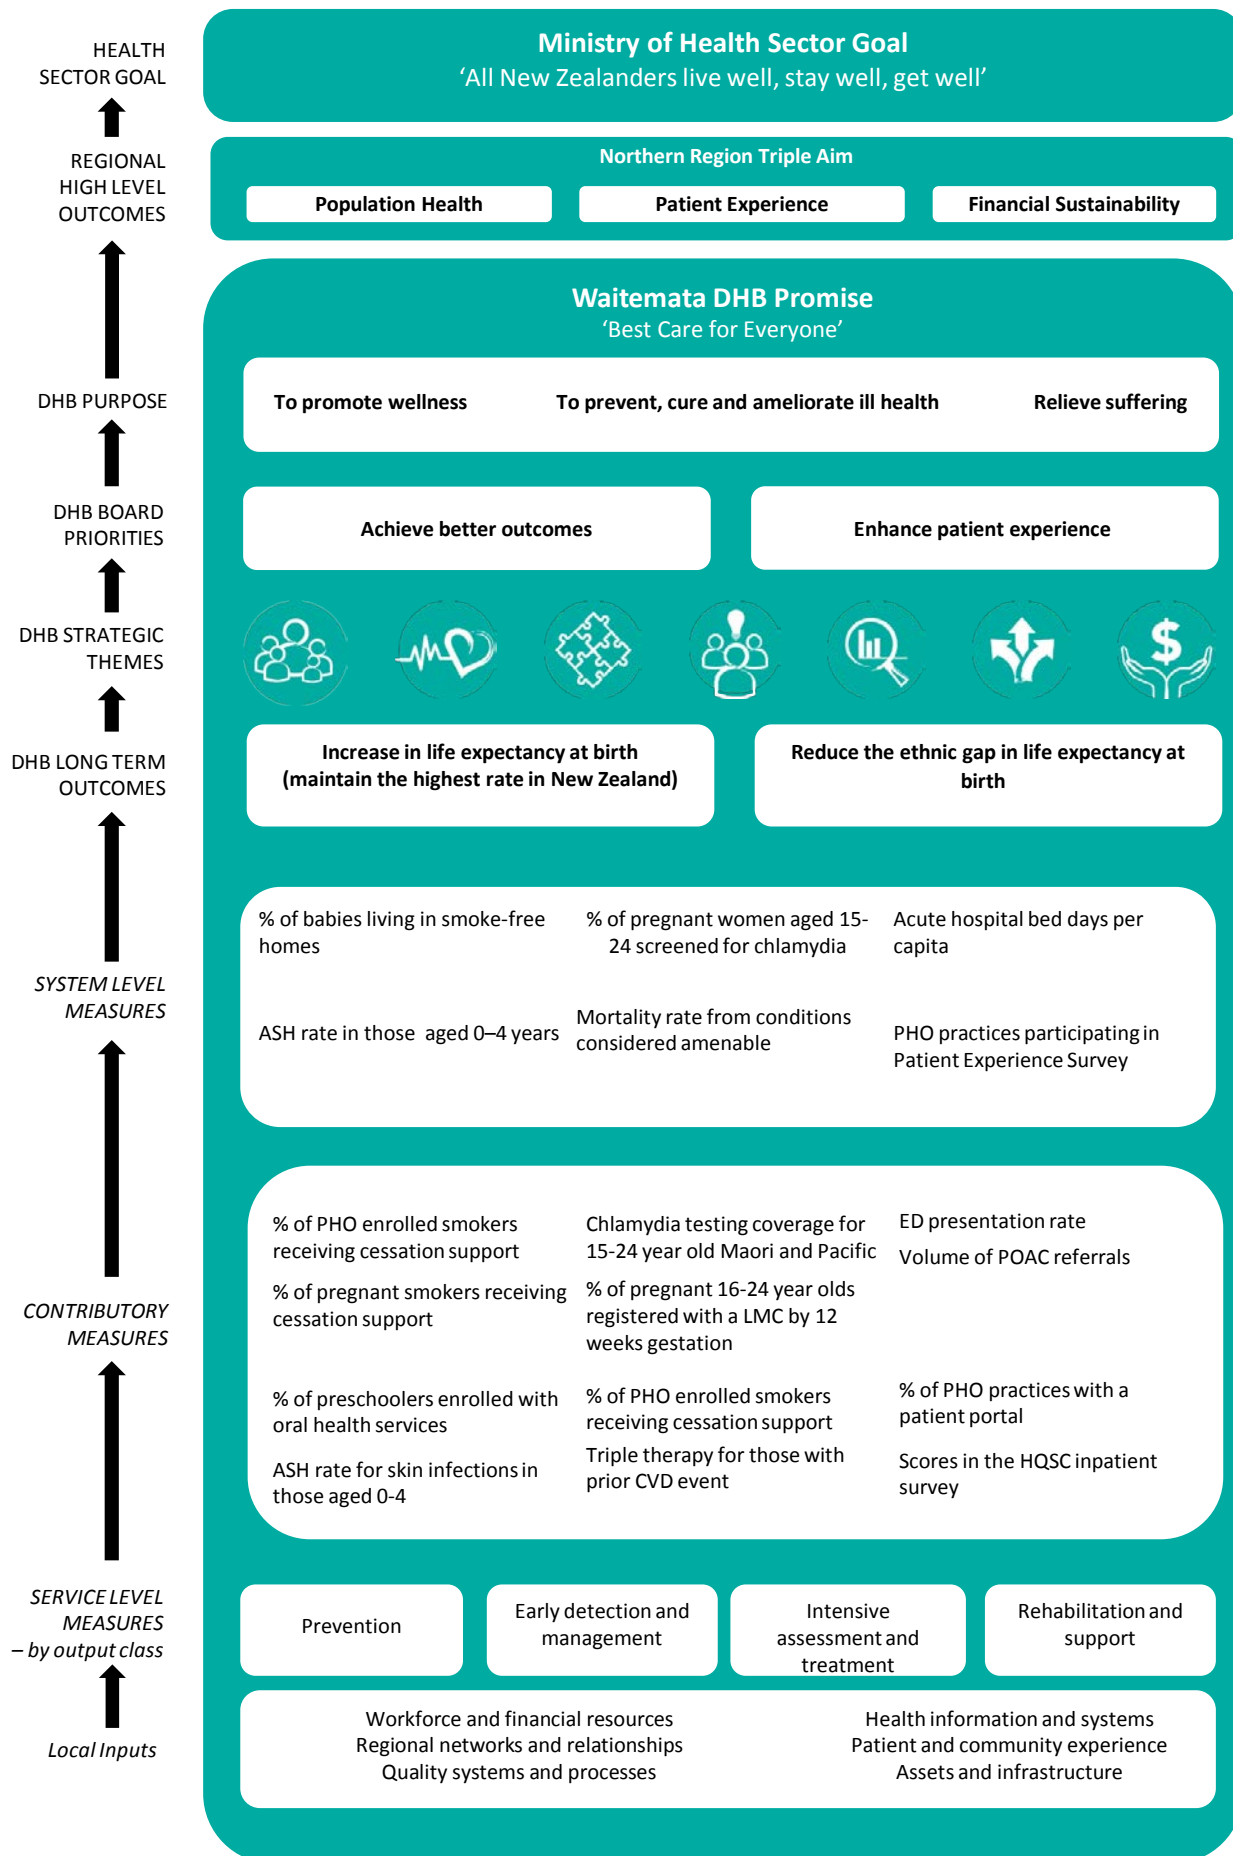 HEALTH
SECTOR GOAL
Ministry of Health Sector Goal
‘All New Zealanders live well, stay well, get well’
REGIONAL
HIGH LEVEL
OUTCOMES
Northern Region Triple Aim
Population Health
Patient Experience
Financial Sustainability
Waitemata DHB Promise
‘Best Care for Everyone’
DHB PURPOSE
To promote wellness
To prevent, cure and ameliorate ill health
Relieve suffering
DHB BOARD
PRIORITIES
Achieve better outcomes
Enhance patient experience
DHB STRATEGIC
THEMES
$
DHB LONG TERM
OUTCOMES
Increase in life expectancy at birth
(maintain the highest rate in New Zealand)
Reduce the ethnic gap in life expectancy at
birth
SYSTEM LEVEL
MEASURES
% of babies living in smoke-free
homes
% of pregnant women aged 15-
24 screened for chlamydia
Acute hospital bed days per
capita
ASH rate in those aged 0–4 years
Mortality rate from conditions
considered amenable
PHO practices participating in
Patient Experience Survey
CONTRIBUTORY
MEASURES
% of PHO enrolled smokers
receiving cessation support
Chlamydia testing coverage for
15-24 year old Maori and Pacific
ED presentation rate
Volume of POAC referrals
% of pregnant smokers receiving
cessation support
% of pregnant 16-24 year olds
registered with a LMC by 12
weeks gestation
% of preschoolers enrolled with
oral health services
% of PHO enrolled smokers
receiving cessation support
% of PHO practices with a
patient portal
ASH rate for skin infections in
those aged 0-4
Triple therapy for those with
prior CVD event
Scores in the HQSC inpatient
survey
SERVICE LEVEL
MEASURES
– by output class
Prevention
Early detection and
management
Intensive
assessment and
treatment
Rehabilitation and
support
Local Inputs
Workforce and financial resources
Regional networks and relationships
Quality systems and processes
Health information and systems
Patient and community experience
Assets and infrastructure